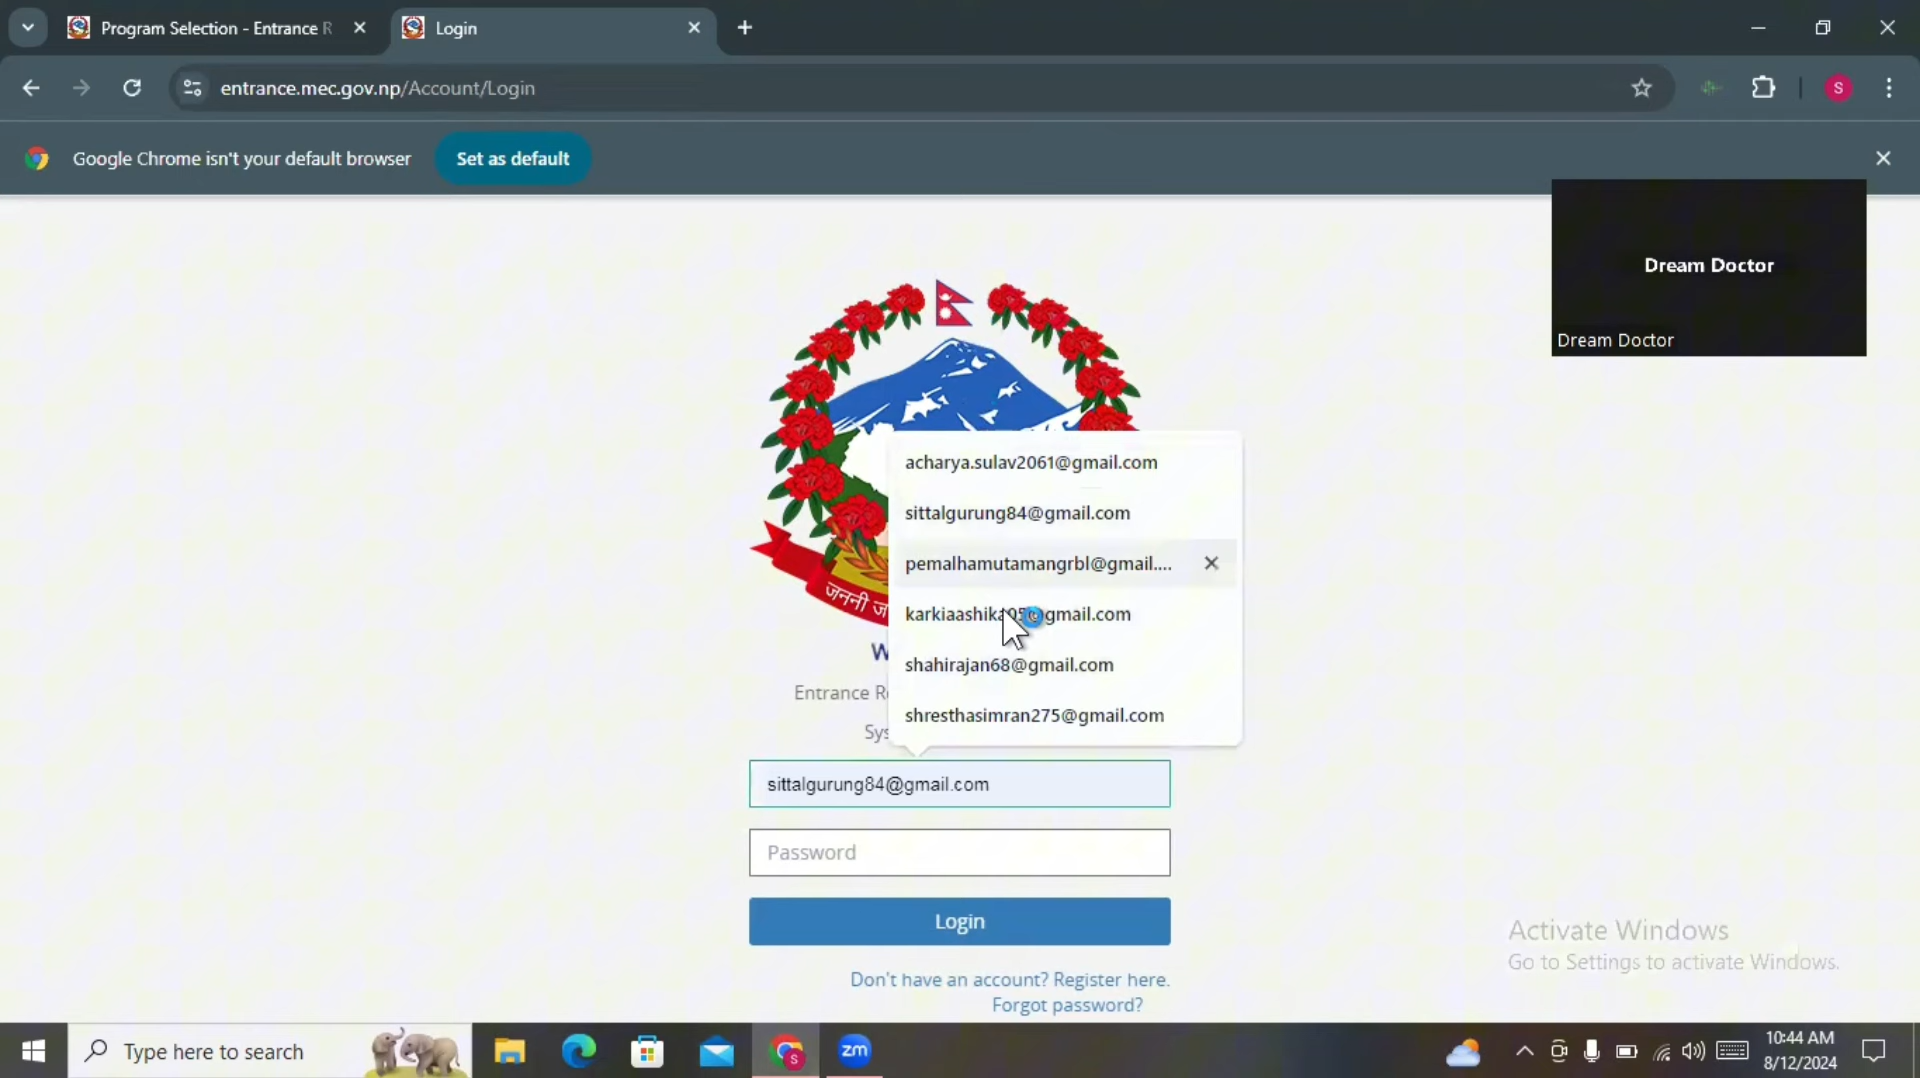 Program Selection - Entrance R
Login
entrance.mec.gov.np/Account/Login
S
Google Chrome isn't your default browser
Set as default
Dream Doctor
Dream Doctor
जननी ज
acharya.sulav2061@gmail.com
sittalgurung84@gmail.com
pemalhamutamangrbl@gmail....
gmail.com
shahirajan68@gmail.com
shresthasimran275@gmail.com
W
Entrance R
Sys
sittalgurung84@gmail.com
Password
Login
Don't have an account? Register here.
Forgot password?
Activate Windows
Go to Settings to activate Windows.
Type here to search
S
zm
10:44 AM
8/12/2024